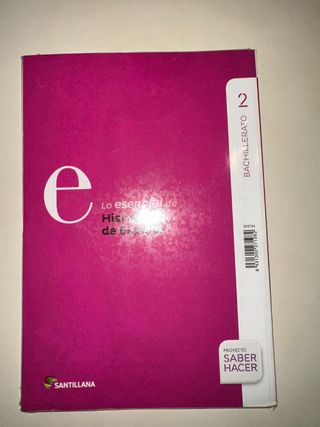 2
BACHILLERATO
e
Lo esencial de
Historia
de España
PROYECTO
SABER
HACER
SANTILLANA